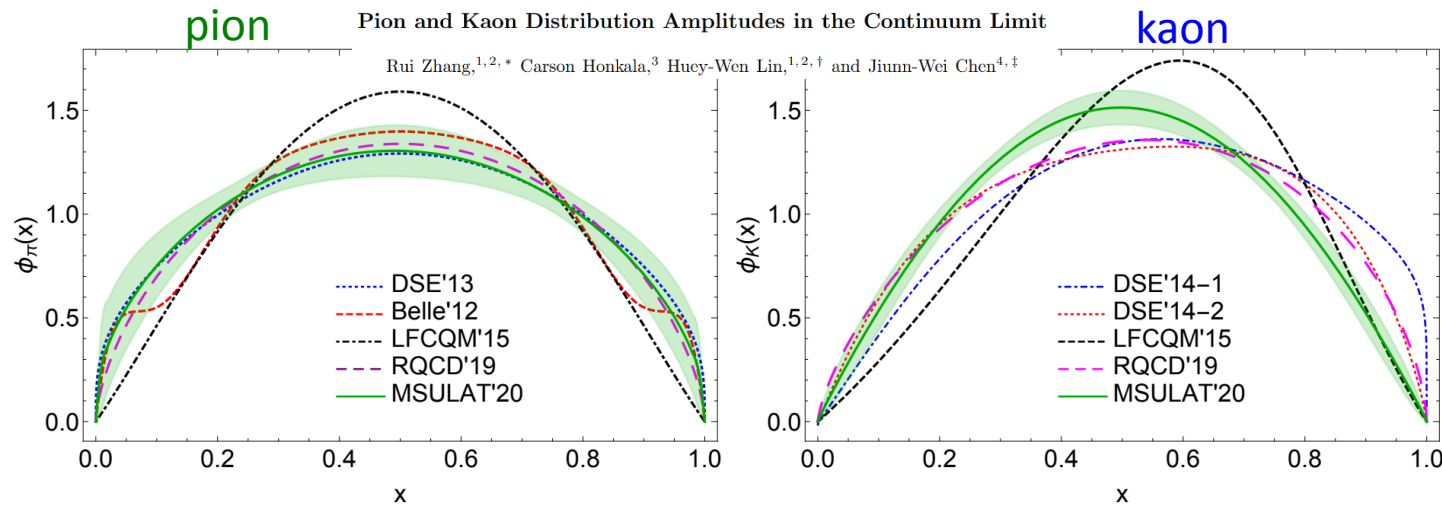 pion
Pion and Kaon Distribution Amplitudes in the Continuum Limit
kaon
Rui Zhang,1, 2, * Carson Honkala,3 Huey-Wen Lin,1, 2, † and Jiunn-Wei Chen4, ‡
ϕπ(x)
1.5
1.0
0.5
0.0
DSE'13
Belle'12
LFCQM'15
RQCD'19
MSULAT'20
0.0 0.2 0.4 0.6 0.8 1.0
x
ϕK(x)
1.5
1.0
0.5
0.0
DSE'14-1
DSE'14-2
LFCQM'15
RQCD'19
MSULAT'20
0.0 0.2 0.4 0.6 0.8 1.0
x